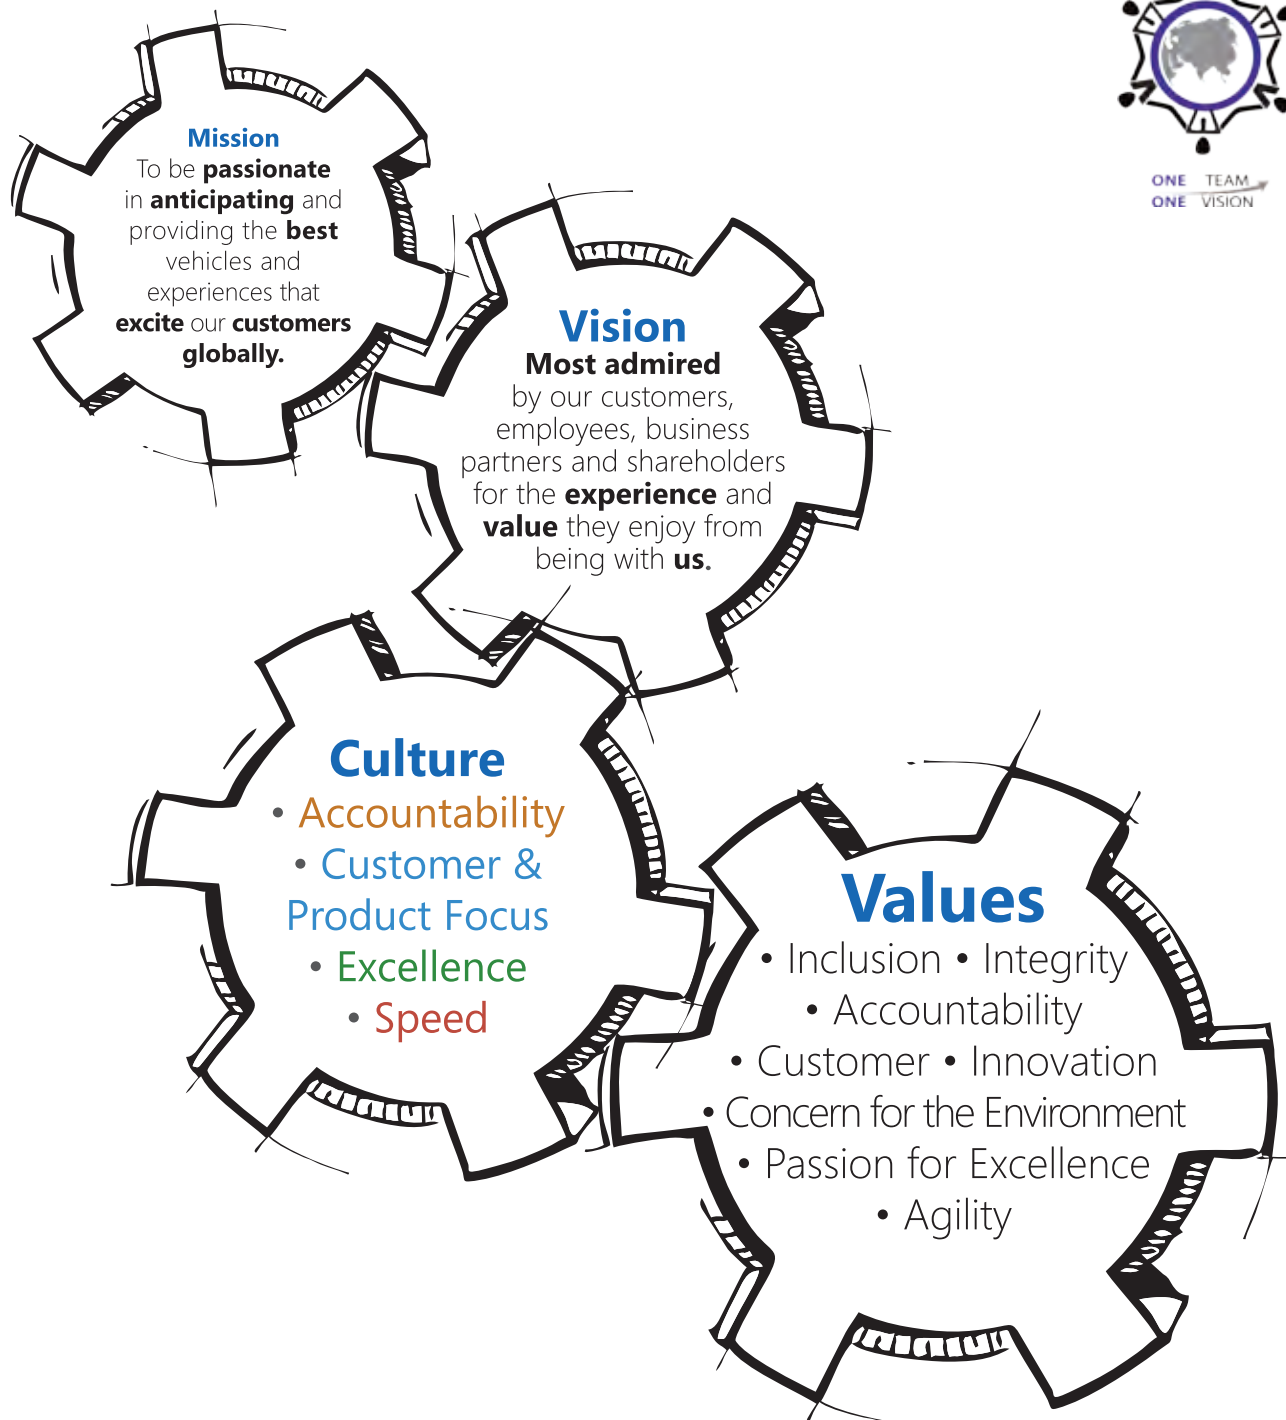 ONE TEAM
ONE VISION
Mission
To be passionate
in anticipating and
providing the best
vehicles and
experiences that
excite our customers
globally.
Vision
Most admired
by our customers,
employees, business
partners and shareholders
for the experience and
value they enjoy from
being with us.
Culture
• Accountability
• Customer &
Product Focus
• Excellence
• Speed
Values
• Inclusion • Integrity
• Accountability
• Customer • Innovation
• Concern for the Environment
• Passion for Excellence
• Agility